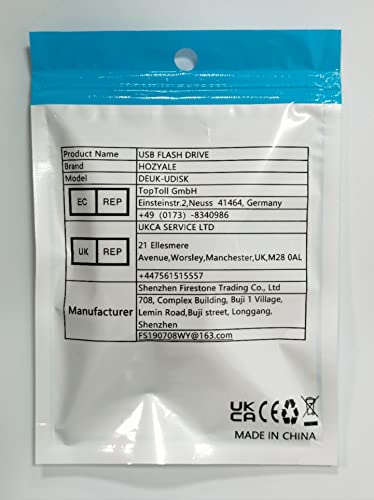 Product Name USB FLASH DRIVE
Brand HOZYALE
Model DEUK-UDISK
EC REP TopToll GmbH
Einsteinstr.2,Neuss 41464, Germany
+49 (0173) -8340986
UK REP UKCA SERVICE LTD
21 Ellesmere
Avenue,Worsley,Manchester,UK,M28 0AL
+447561515557
Manufacturer Shenzhen Firestone Trading Co., Ltd
708, Complex Building, Buji 1 Village,
Lemin Road,Buji street, Longgang,
Shenzhen
FS190708WY@163.com
UK
CA CE
MADE IN CHINA